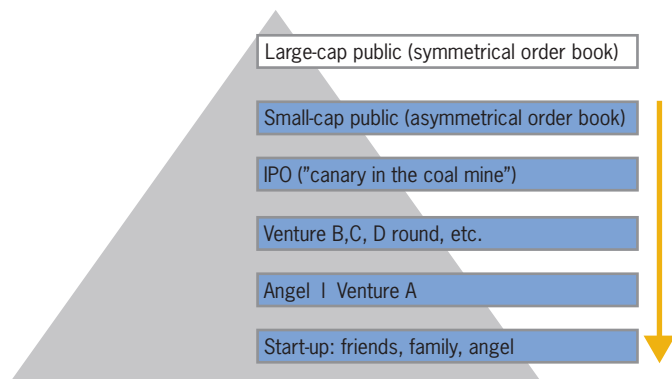 Large-cap public (symmetrical order book)
Small-cap public (asymmetrical order book)
IPO ("canary in the coal mine")
Venture B,C, D round, etc.
Angel | Venture A
Start-up: friends, family, angel